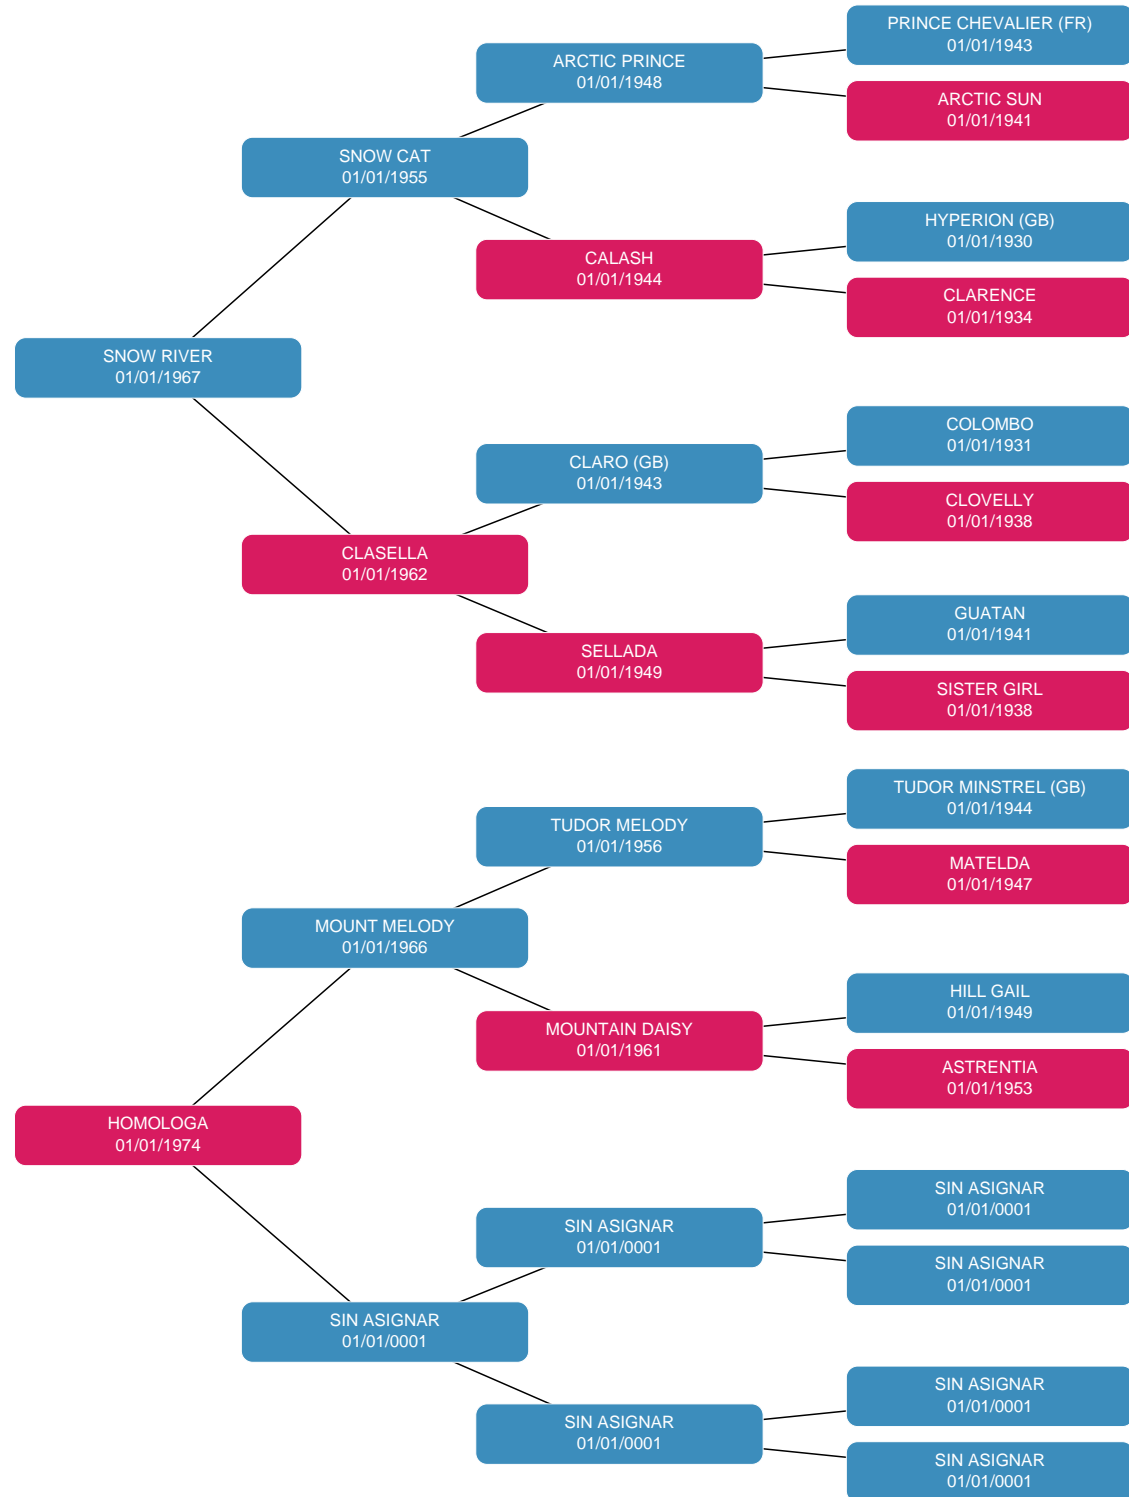 PRINCE CHEVALIER (FR)
01/01/1943
ARCTIC PRINCE
01/01/1948
ARCTIC SUN
01/01/1941
SNOW CAT
01/01/1955
HYPERION (GB)
01/01/1930
CALASH
01/01/1944
CLARENCE
01/01/1934
SNOW RIVER
01/01/1967
COLOMBO
01/01/1931
CLARO (GB)
01/01/1943
CLOVELLY
01/01/1938
CLASELLA
01/01/1962
GUATAN
01/01/1941
SELLADA
01/01/1949
SISTER GIRL
01/01/1938
TUDOR MINSTREL (GB)
01/01/1944
TUDOR MELODY
01/01/1956
MATELDA
01/01/1947
MOUNT MELODY
01/01/1966
HILL GAIL
01/01/1949
MOUNTAIN DAISY
01/01/1961
ASTRENTIA
01/01/1953
HOMOLOGA
01/01/1974
SIN ASIGNAR
01/01/0001
SIN ASIGNAR
01/01/0001
SIN ASIGNAR
01/01/0001
SIN ASIGNAR
01/01/0001
SIN ASIGNAR
01/01/0001
SIN ASIGNAR
01/01/0001
SIN ASIGNAR
01/01/0001